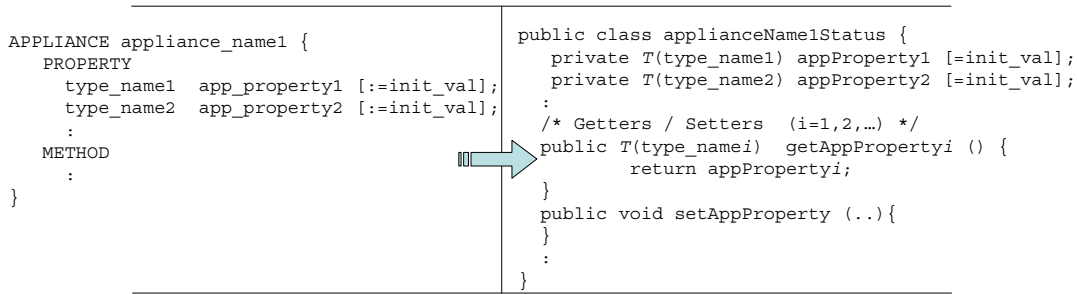 APPLIANCE appliance_name1 {
PROPERTY
type_name1 app_property1 [:=init_val];
type_name2 app_property2 [:=init_val];
:
METHOD
:
}
public class applianceName1Status {
private T(type_name1) appProperty1 [=init_val];
private T(type_name2) appProperty2 [=init_val];
:
/* Getters / Setters (i=1,2,…) */
public T(type_namei) getAppPropertyi () {
return appPropertyi;
}
public void setAppProperty (..){
}
:
}